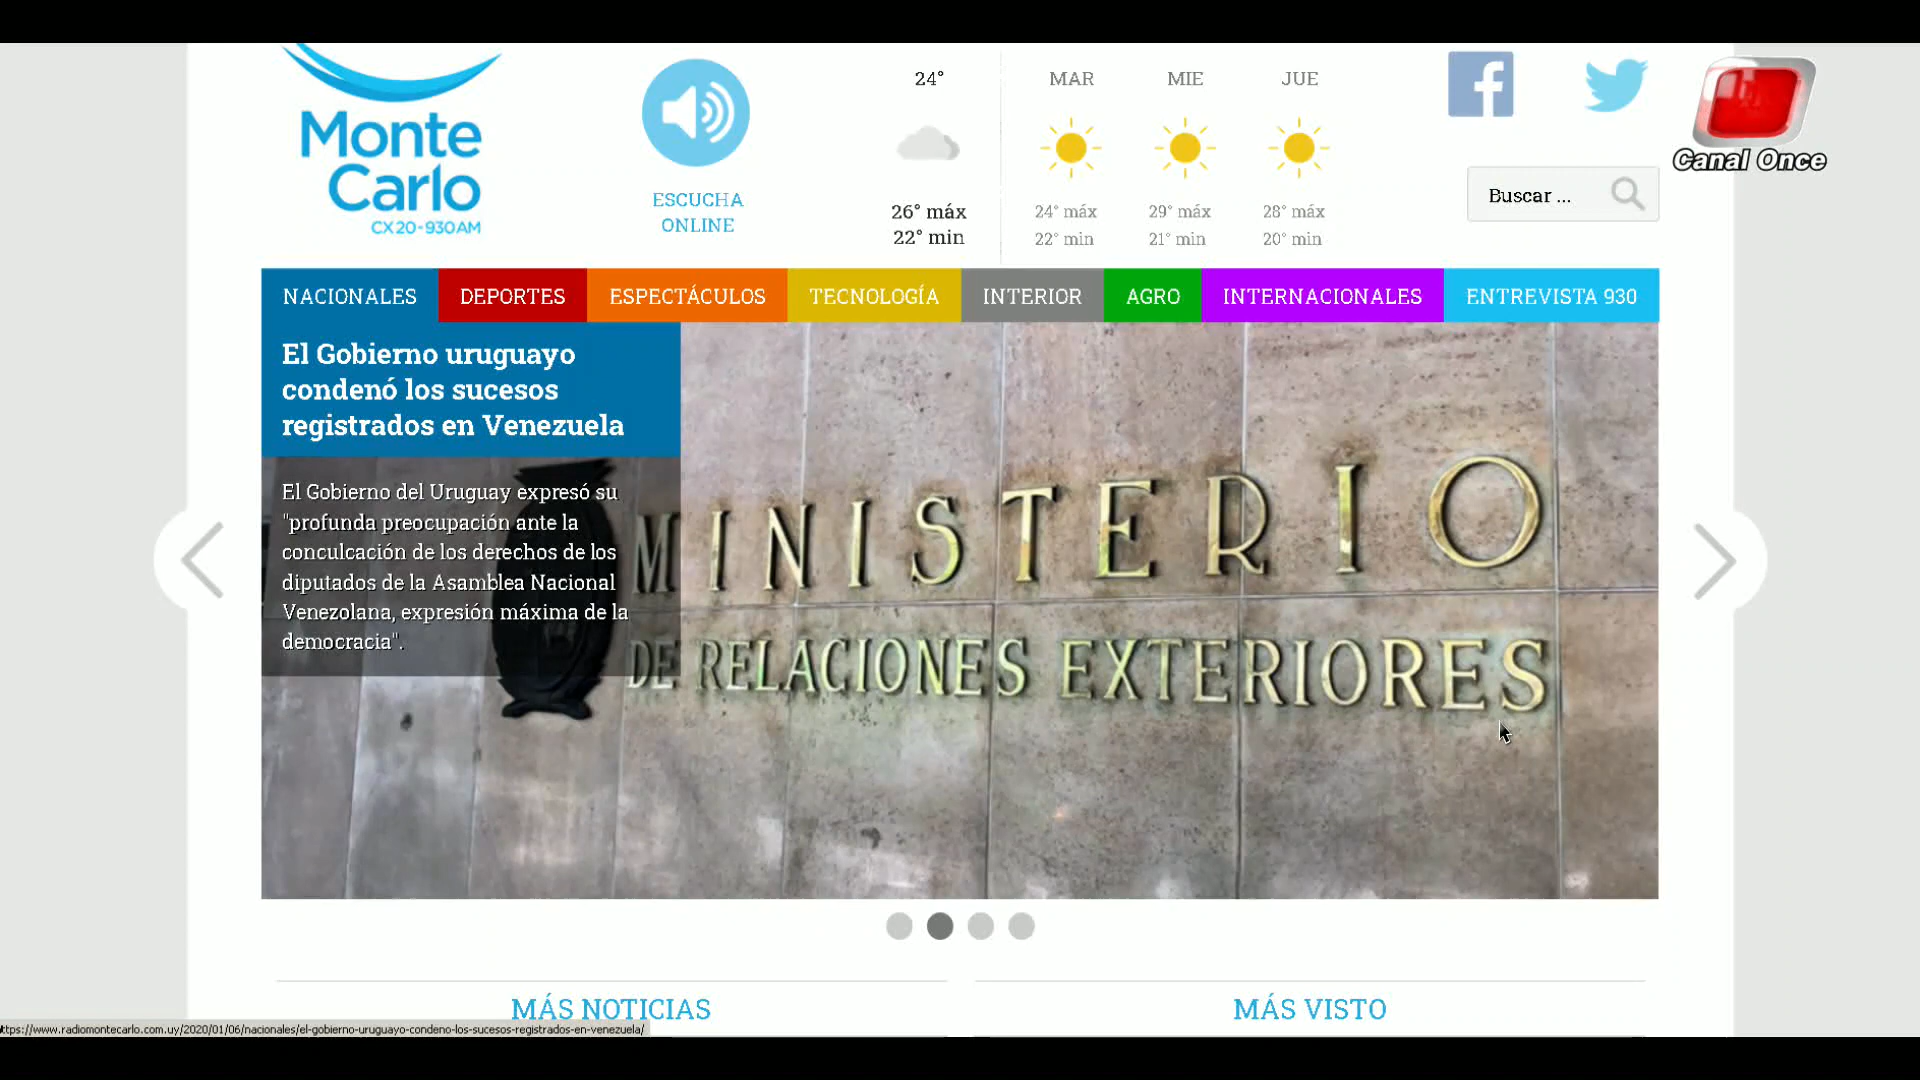 Monte
Carlo
CX20-930AM
ESCUCHA
ONLINE
24°
26° máx
22° min
MAR
24° máx
22° min
MIE
29° máx
21° min
JUE
28° máx
20° min
Buscar ...
Canal Once
NACIONALES
DEPORTES
ESPECTÁCULOS
TECNOLOGÍA
INTERIOR
AGRO
INTERNACIONALES
ENTREVISTA 930
El Gobierno uruguayo
condenó los sucesos
registrados en Venezuela
El Gobierno del Uruguay expresó su
"profunda preocupación ante la
conculcación de los derechos de los
diputados de la Asamblea Nacional
Venezolana, expresión máxima de la
democracia".
MINISTERIO
DE RELACIONES EXTERIORES
MÁS NOTICIAS
MÁS VISTO
ttps://www.radiomontecarlo.com.uy/2020/01/06/nacionales/el-gobierno-uruguayo-condeno-los-sucesos-registrados-en-venezuela/